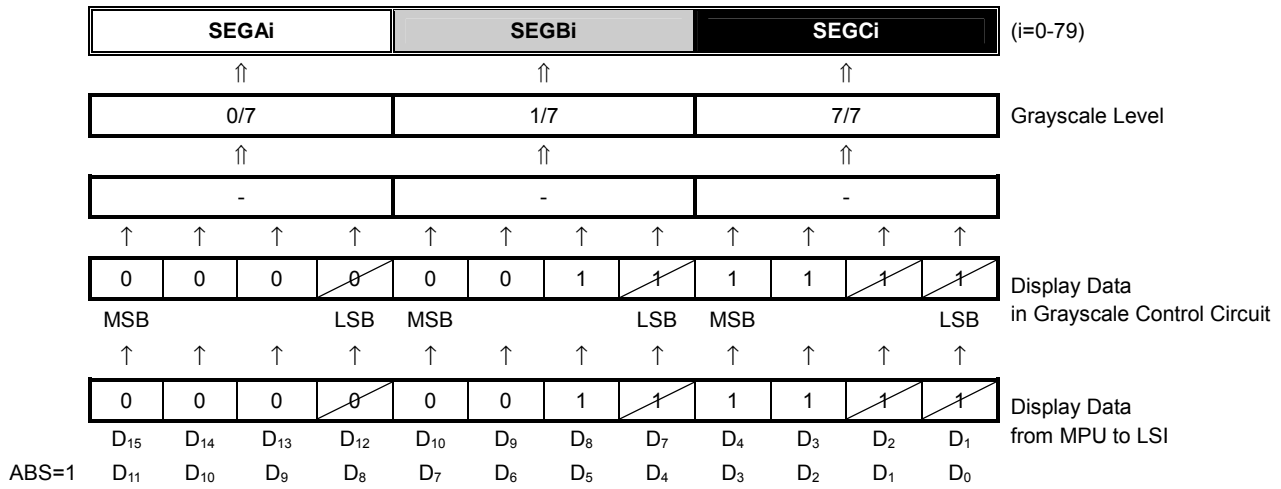 SEGAi SEGBi SEGCi (i=0-79)
⇑ ⇑ ⇑
0/7 1/7 7/7 Grayscale Level
⇑ ⇑ ⇑
- - -
↑ ↑ ↑ ↑ ↑ ↑ ↑ ↑ ↑ ↑ ↑ ↑
0 0 0 0 0 0 1 1 1 1 1 1 Display Data
in Grayscale Control Circuit
MSB LSB MSB LSB MSB LSB
↑ ↑ ↑ ↑ ↑ ↑ ↑ ↑ ↑ ↑ ↑ ↑
0 0 0 0 0 0 1 1 1 1 1 1 Display Data
from MPU to LSI
D15 D14 D13 D12 D10 D9 D8 D7 D4 D3 D2 D1
ABS=1 D11 D10 D9 D8 D7 D6 D5 D4 D3 D2 D1 D0